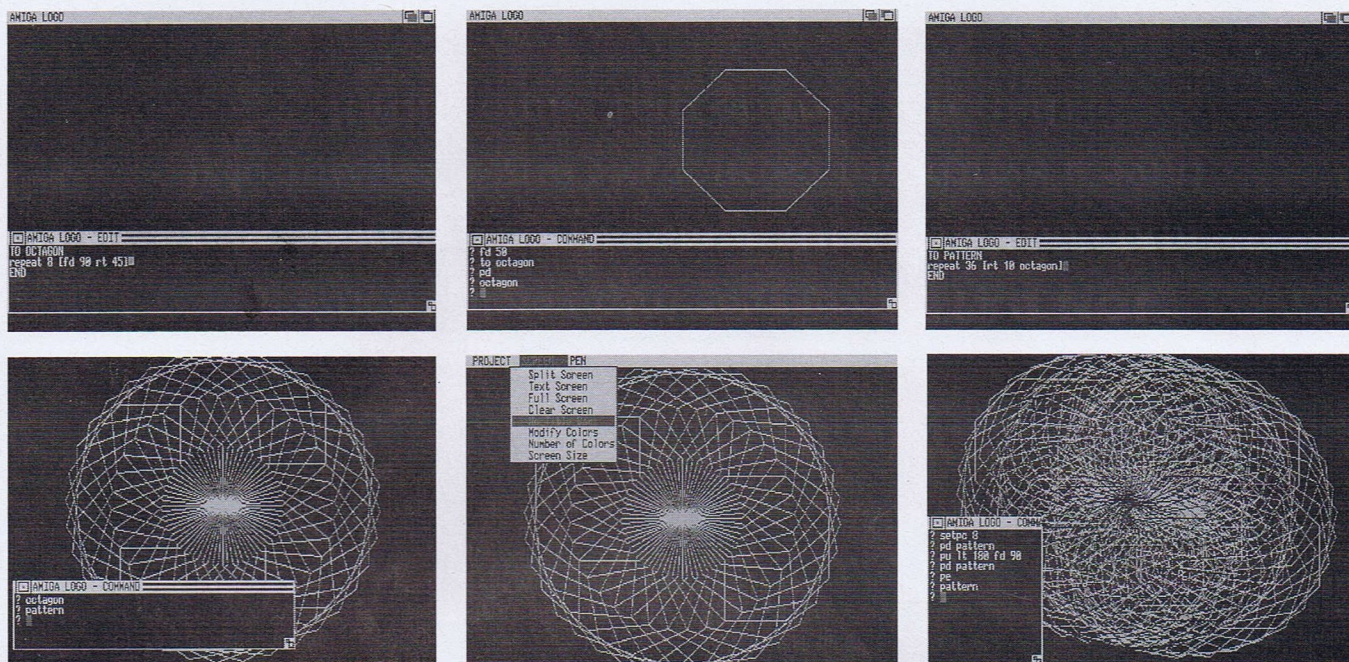 AMIGA LOGO
AMIGA LOGO - EDIT
TO OCTAGON
repeat 8 [fd 90 rt 45]
END
AMIGA LOGO
AMIGA LOGO - COMMAND
? fd 50
? to octagon
? pd
? octagon
?
AMIGA LOGO
AMIGA LOGO - EDIT
TO PATTERN
repeat 36 [rt 10 octagon]
END
AMIGA LOGO - COMMAND
? octagon
? pattern
?
PROJECT PEN
Split Screen
Text Screen
Full Screen
Clear Screen
Modify Colors
Number of Colors
Screen Size
AMIGA LOGO - COMMA
? setpc 8
? pd pattern
? pu lt 180 fd 90
? pd pattern
? pe
? pattern
?